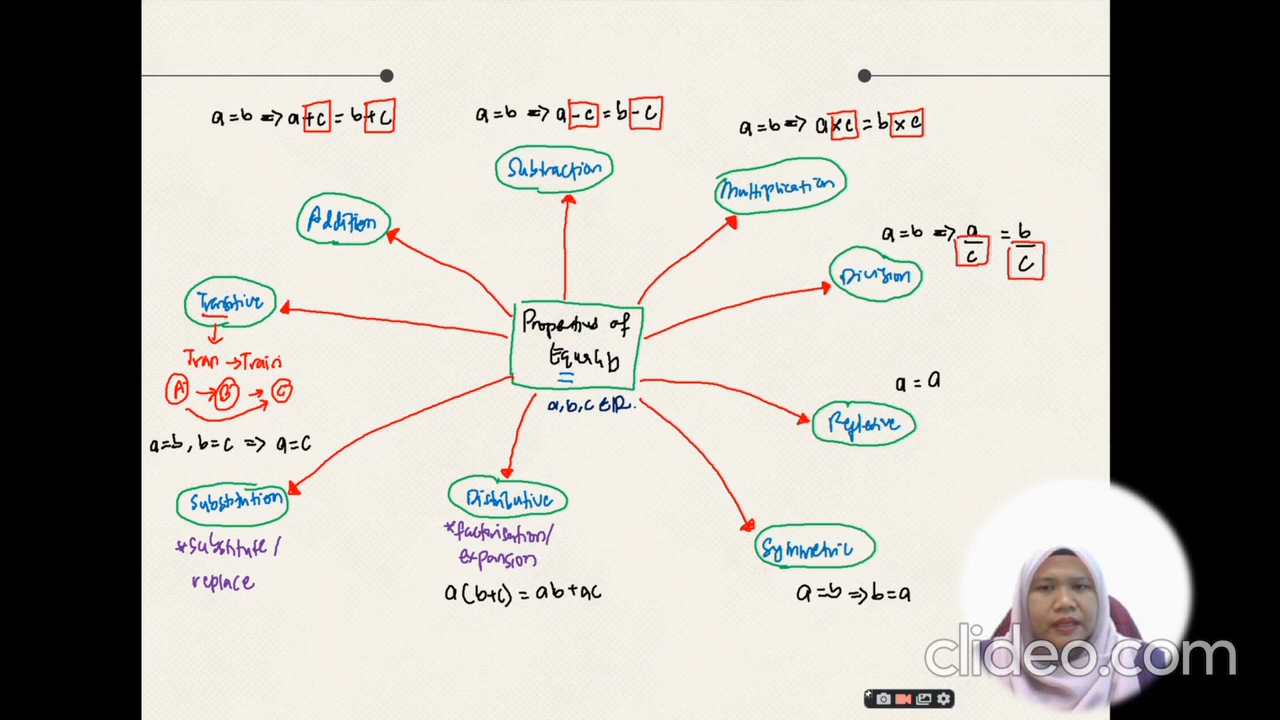 a=b => a+c = b+c
a=b => a-c = b-c
a=b => a×c = b×c
Subtraction
Multiplication
Addition
a=b => a/c = b/c
Division
Transitive
Properties of
Equality
=
a,b,c ∈ ℝ.
Tran → Train
A → B → C
a=b, b=c => a=c
a = a
Reflexive
Substitution
*substitute/
replace
Distributive
*factorisation/
expansion
a(b+c) = ab+ac
Symmetric
a=b => b=a
clideo.com